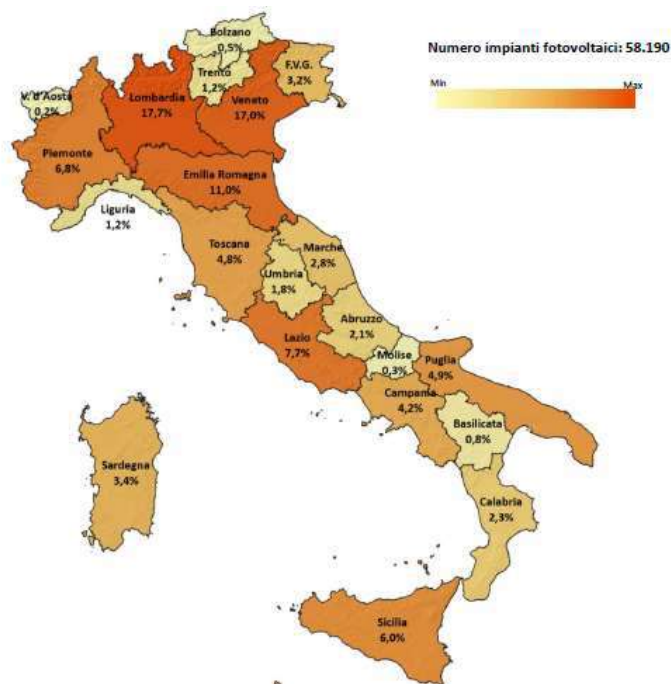 Numero impianti fotovoltaici: 58.190
Min
Max
Bolzano
0,5%
Trento
1,2%
F.V.G.
3,2%
V. d'Aosta
0,2%
Lombardia
17,7%
Veneto
17,0%
Piemonte
6,8%
Emilia Romagna
11,0%
Liguria
1,2%
Toscana
4,8%
Marche
2,8%
Umbria
1,8%
Abruzzo
2,1%
Lazio
7,7%
Molise
0,3%
Puglia
4,9%
Campania
4,2%
Basilicata
0,8%
Sardegna
3,4%
Calabria
2,3%
Sicilia
6,0%